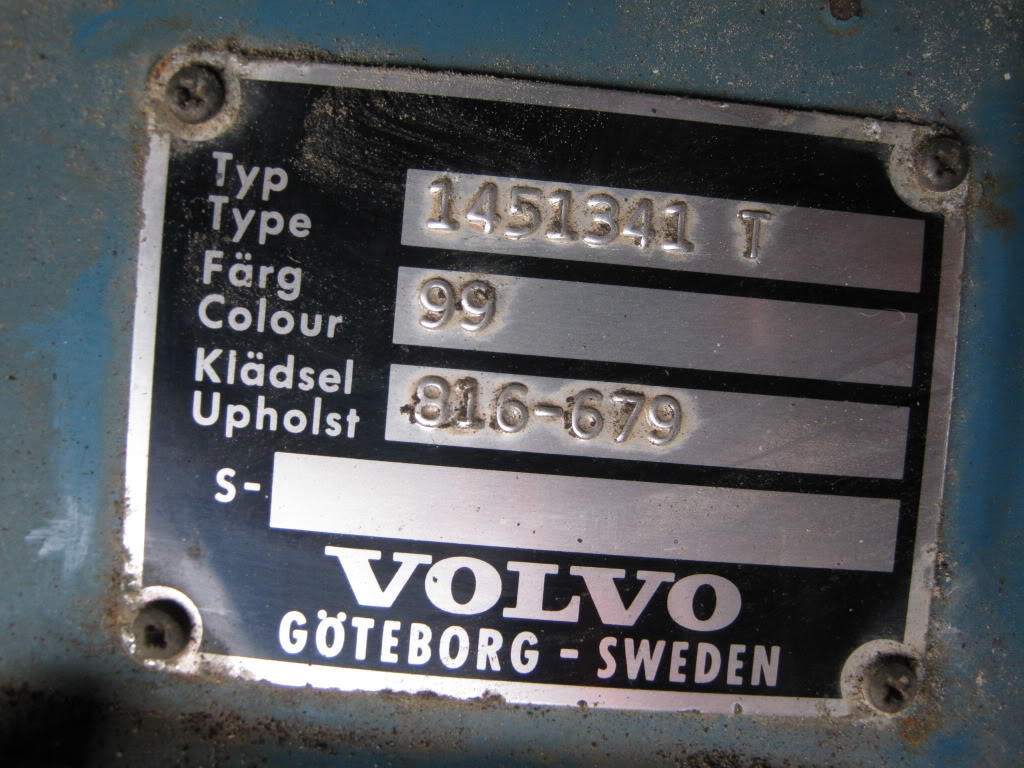 Typ
Type 1451341 T
Färg
Colour 99
Klädsel
Upholst 816-679
S-
VOLVO
GÖTEBORG - SWEDEN